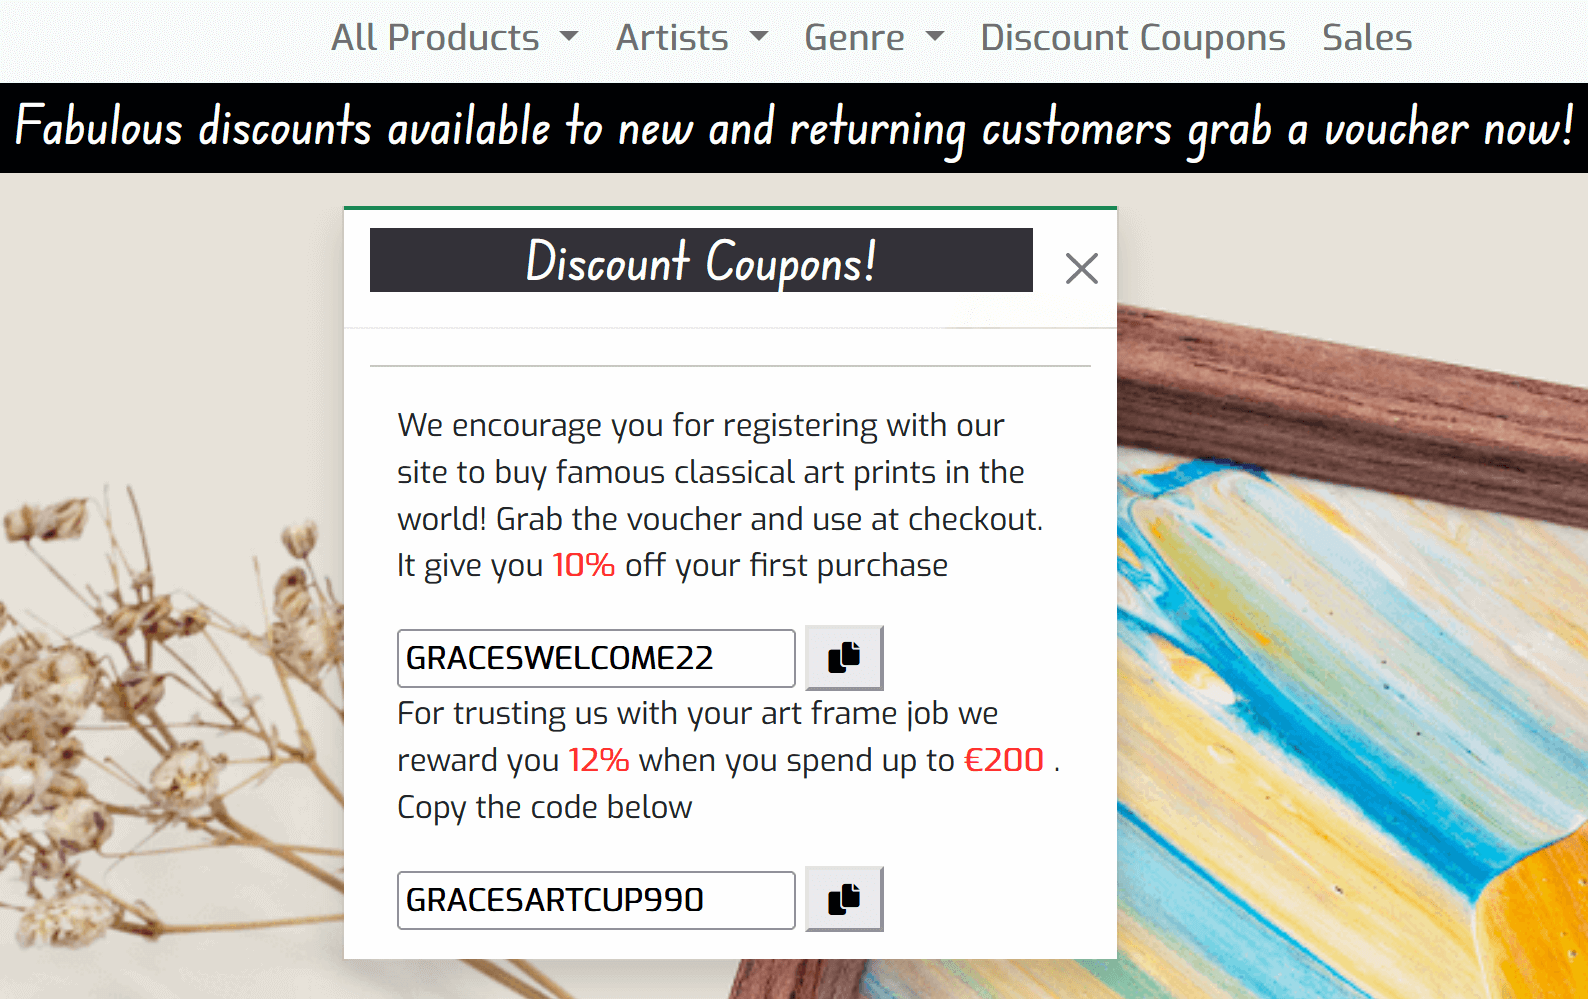 All Products Artists Genre Discount Coupons Sales
Fabulous discounts available to new and returning customers grab a voucher now!
Discount Coupons!
We encourage you for registering with our
site to buy famous classical art prints in the
world! Grab the voucher and use at checkout.
It give you 10% off your first purchase
GRACESWELCOME22
For trusting us with your art frame job we
reward you 12% when you spend up to €200 .
Copy the code below
GRACESARTCUP990